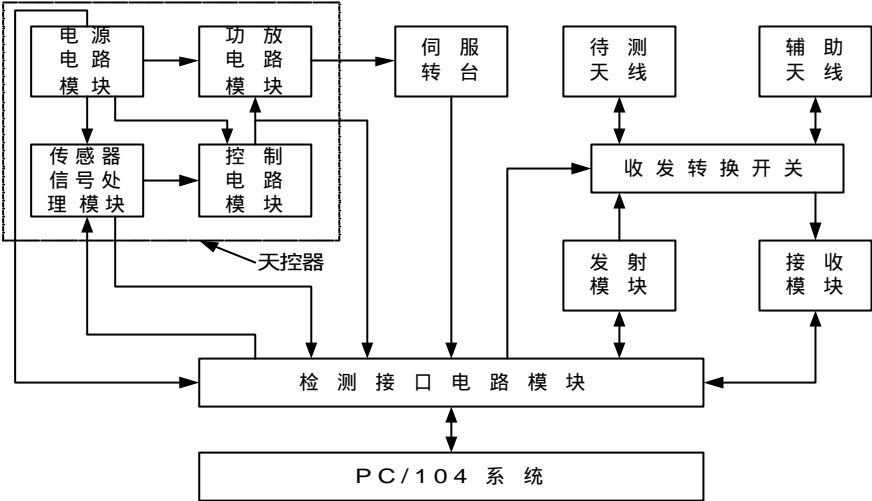 电源
电路
模块
功放
电路
模块
伺服
转台
待测
天线
辅助
天线
传感器
信号处
理模块
控制
电路
模块
收发转换开关
天控器
发射
模块
接收
模块
检测接口电路模块
PC/104 系统